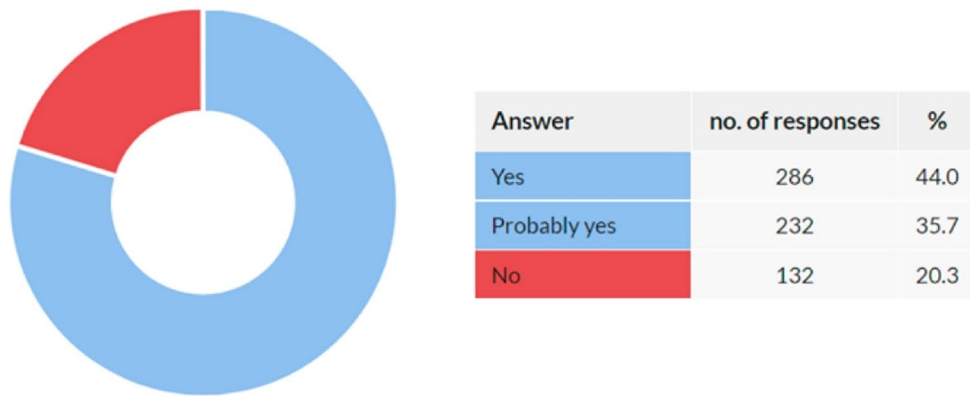 Answer no. of responses %
Yes 286 44.0
Probably yes 232 35.7
No 132 20.3